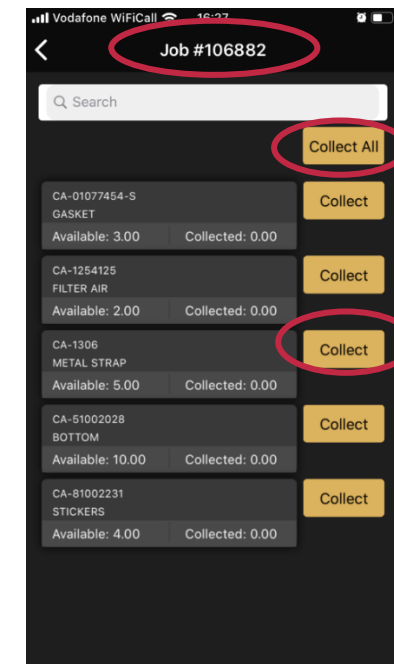 Vodafone WiFiCall 16:27
Job #106882
Search
Collect All
CA-01077454-S
GASKET
Available: 3.00 Collected: 0.00
Collect
CA-1254125
FILTER AIR
Available: 2.00 Collected: 0.00
Collect
CA-1306
METAL STRAP
Available: 5.00 Collected: 0.00
Collect
CA-51002028
BOTTOM
Available: 10.00 Collected: 0.00
Collect
CA-81002231
STICKERS
Available: 4.00 Collected: 0.00
Collect